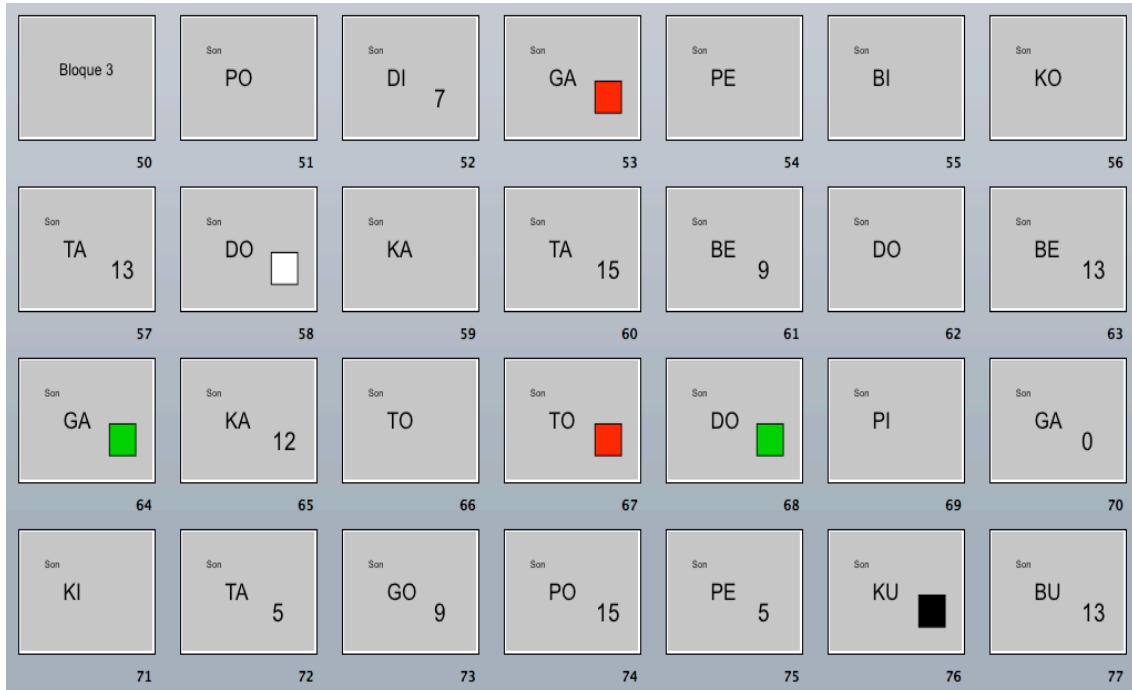 Bloque 3
50
Son
PO
51
Son
DI
7
52
Son
GA
53
Son
PE
54
Son
BI
55
Son
KO
56
Son
TA
13
57
Son
DO
58
Son
KA
59
Son
TA
15
60
Son
BE
9
61
Son
DO
62
Son
BE
13
63
Son
GA
64
Son
KA
12
65
Son
TO
66
Son
TO
67
Son
DO
68
Son
PI
69
Son
GA
0
70
Son
KI
71
Son
TA
5
72
Son
GO
9
73
Son
PO
15
74
Son
PE
5
75
Son
KU
76
Son
BU
13
77